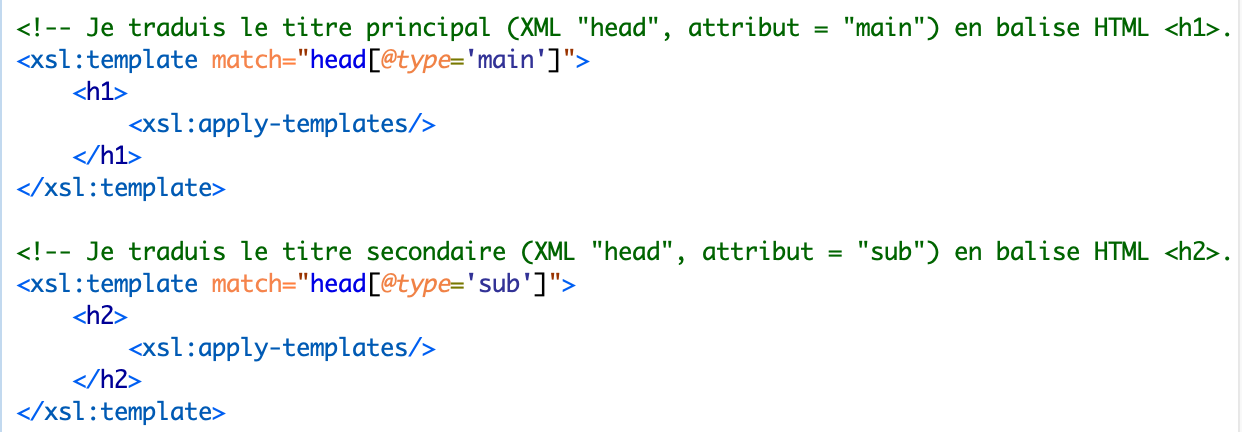 <!-- Je traduis le titre principal (XML "head", attribut = "main") en balise HTML <h1>.
<xsl:template match="head[@type='main']">
    <h1>
        <xsl:apply-templates/>
    </h1>
</xsl:template>

<!-- Je traduis le titre secondaire (XML "head", attribut = "sub") en balise HTML <h2>.
<xsl:template match="head[@type='sub']">
    <h2>
        <xsl:apply-templates/>
    </h2>
</xsl:template>